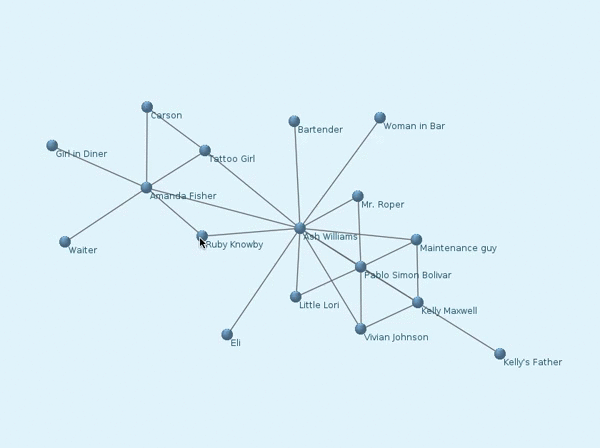 Carson
Bartender
Woman in Bar
Girl in Diner
Tattoo Girl
Amanda Fisher
Mr. Roper
Waiter
Ruby Knowby
Ash Williams
Maintenance guy
Pablo Simon Bolivar
Little Lori
Kelly Maxwell
Eli
Vivian Johnson
Kelly's Father